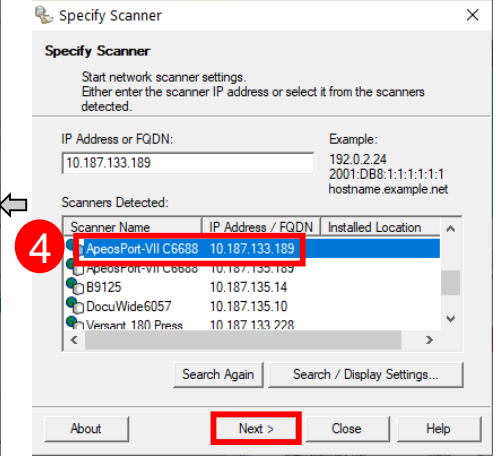 Specify Scanner
Specify Scanner
Start network scanner settings.
Either enter the scanner IP address or select it from the scanners
detected.
IP Address or FQDN:
Example:
10.187.133.189
192.0.2.24
2001:DB8:1:1:1:1:1:1
hostname.example.net
Scanners Detected:
Scanner Name IP Address / FQDN Installed Location
4
ApeosPort-VII C6688 10.187.133.189
ApeosPort-VII C6688 10.187.135.189
B9125 10.187.135.14
DocuWide6057 10.187.135.10
Versant 180 Press 10.187.133.228
Search Again Search / Display Settings...
About Next > Close Help